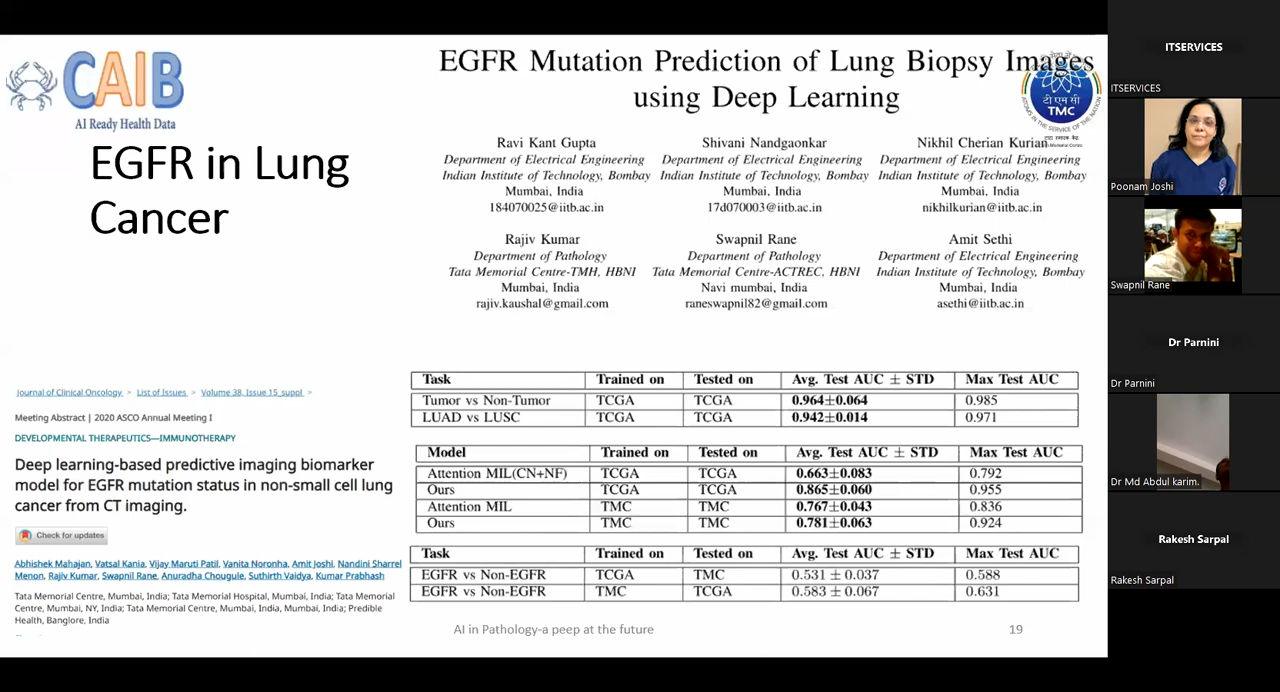 CAIB
AI Ready Health Data
EGFR in Lung
Cancer
EGFR Mutation Prediction of Lung Biopsy Images
using Deep Learning
टी एम सी
TMC
Ravi Kant Gupta
Department of Electrical Engineering
Indian Institute of Technology, Bombay
Mumbai, India
184070025@iitb.ac.in
Shivani Nandgaonkar
Department of Electrical Engineering
Indian Institute of Technology, Bombay
Mumbai, India
17d070003@iitb.ac.in
Nikhil Cherian Kurian
Department of Electrical Engineering
Indian Institute of Technology, Bombay
Mumbai, India
nikhilkurian@iitb.ac.in
Rajiv Kumar
Department of Pathology
Tata Memorial Centre-TMH, HBNI
Mumbai, India
rajiv.kaushal@gmail.com
Swapnil Rane
Department of Pathology
Tata Memorial Centre-ACTREC, HBNI
Navi mumbai, India
raneswapnil82@gmail.com
Amit Sethi
Department of Electrical Engineering
Indian Institute of Technology, Bombay
Mumbai, India
asethi@iitb.ac.in
Journal of Clinical Oncology > List of Issues > Volume 38, Issue 15_suppl >
Meeting Abstract | 2020 ASCO Annual Meeting I
DEVELOPMENTAL THERAPEUTICS—IMMUNOTHERAPY
Deep learning-based predictive imaging biomarker
model for EGFR mutation status in non-small cell lung
cancer from CT imaging.
Check for updates
Abhishek Mahajan, Vatsal Kania, Vijay Maruti Patil, Vanita Noronha, Amit Joshi, Nandini Sharrel
Menon, Rajiv Kumar, Swapnil Rane, Anuradha Chougule, Suthirth Vaidya, Kumar Prabhash
Tata Memorial Centre, Mumbai, India; Tata Memorial Hospital, Mumbai, India; Tata Memorial
Centre, Mumbai, NY, India; Tata Memorial Centre, Mumbai, India, Mumbai, India; Predible
Health, Banglore, India
Task Trained on Tested on Avg. Test AUC ± STD Max Test AUC
Tumor vs Non-Tumor TCGA TCGA 0.964±0.064 0.985
LUAD vs LUSC TCGA TCGA 0.942±0.014 0.971
Model Trained on Tested on Avg. Test AUC ± STD Max Test AUC
Attention MIL(CN+NF) TCGA TCGA 0.663±0.083 0.792
Ours TCGA TCGA 0.865±0.060 0.955
Attention MIL TMC TMC 0.767±0.043 0.836
Ours TMC TMC 0.781±0.063 0.924
Task Trained on Tested on Avg. Test AUC ± STD Max Test AUC
EGFR vs Non-EGFR TCGA TMC 0.531 ± 0.037 0.588
EGFR vs Non-EGFR TMC TCGA 0.583 ± 0.067 0.631
AI in Pathology-a peep at the future
19
ITSERVICES
ITSERVICES
Poonam Joshi
Swapnil Rane
Dr Parnini
Dr Parnini
Dr Md Abdul karim.
Rakesh Sarpal
Rakesh Sarpal